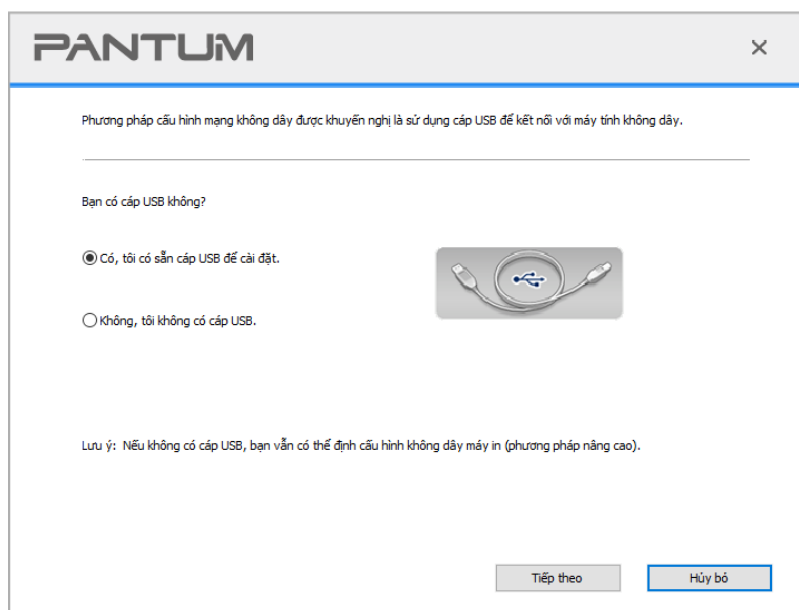 PANTUM
Phương pháp cấu hình mạng không dây được khuyến nghị là sử dụng cáp USB để kết nối với máy tính không dây.
Bạn có cáp USB không?
Có, tôi có sẵn cáp USB để cài đặt.
Không, tôi không có cáp USB.
Lưu ý: Nếu không có cáp USB, bạn vẫn có thể định cấu hình không dây máy in (phương pháp nâng cao).
Tiếp theo
Hủy bỏ